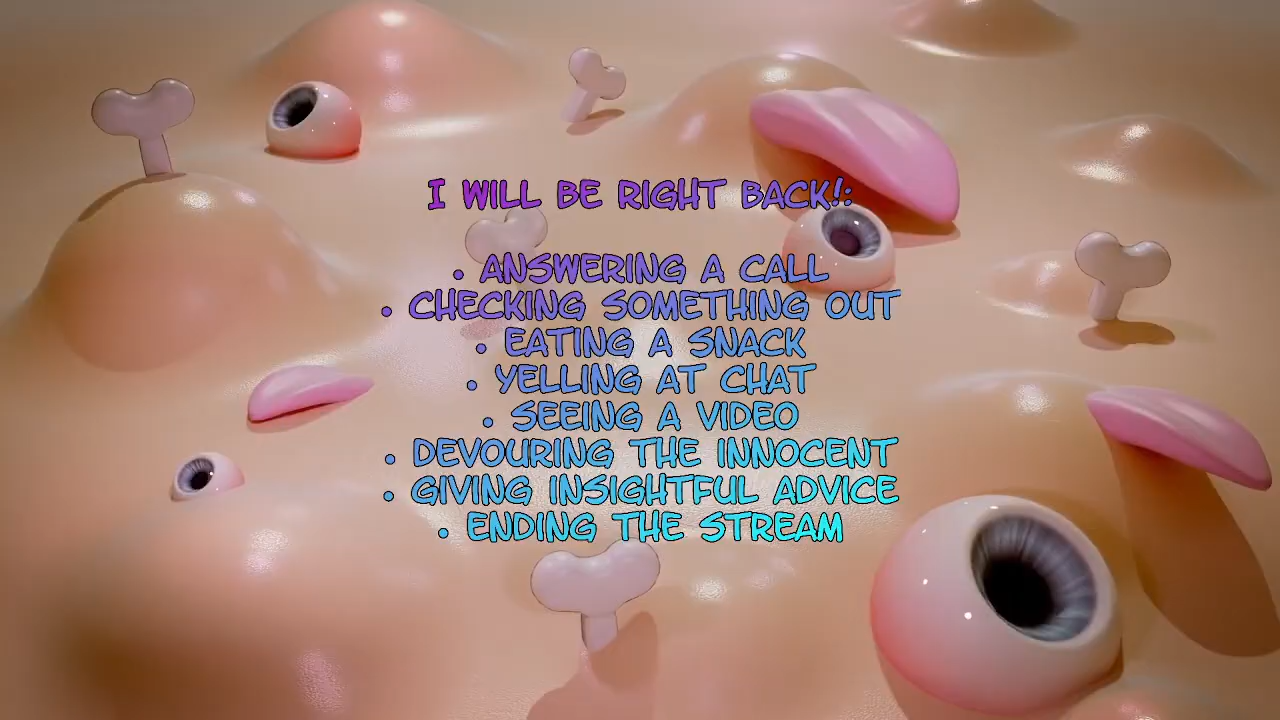 I WILL BE RIGHT BACK!:
• ANSWERING A CALL
• CHECKING SOMETHING OUT
• EATING A SNACK
• YELLING AT CHAT
• SEEING A VIDEO
• DEVOURING THE INNOCENT
• GIVING INSIGHTFUL ADVICE
• ENDING THE STREAM